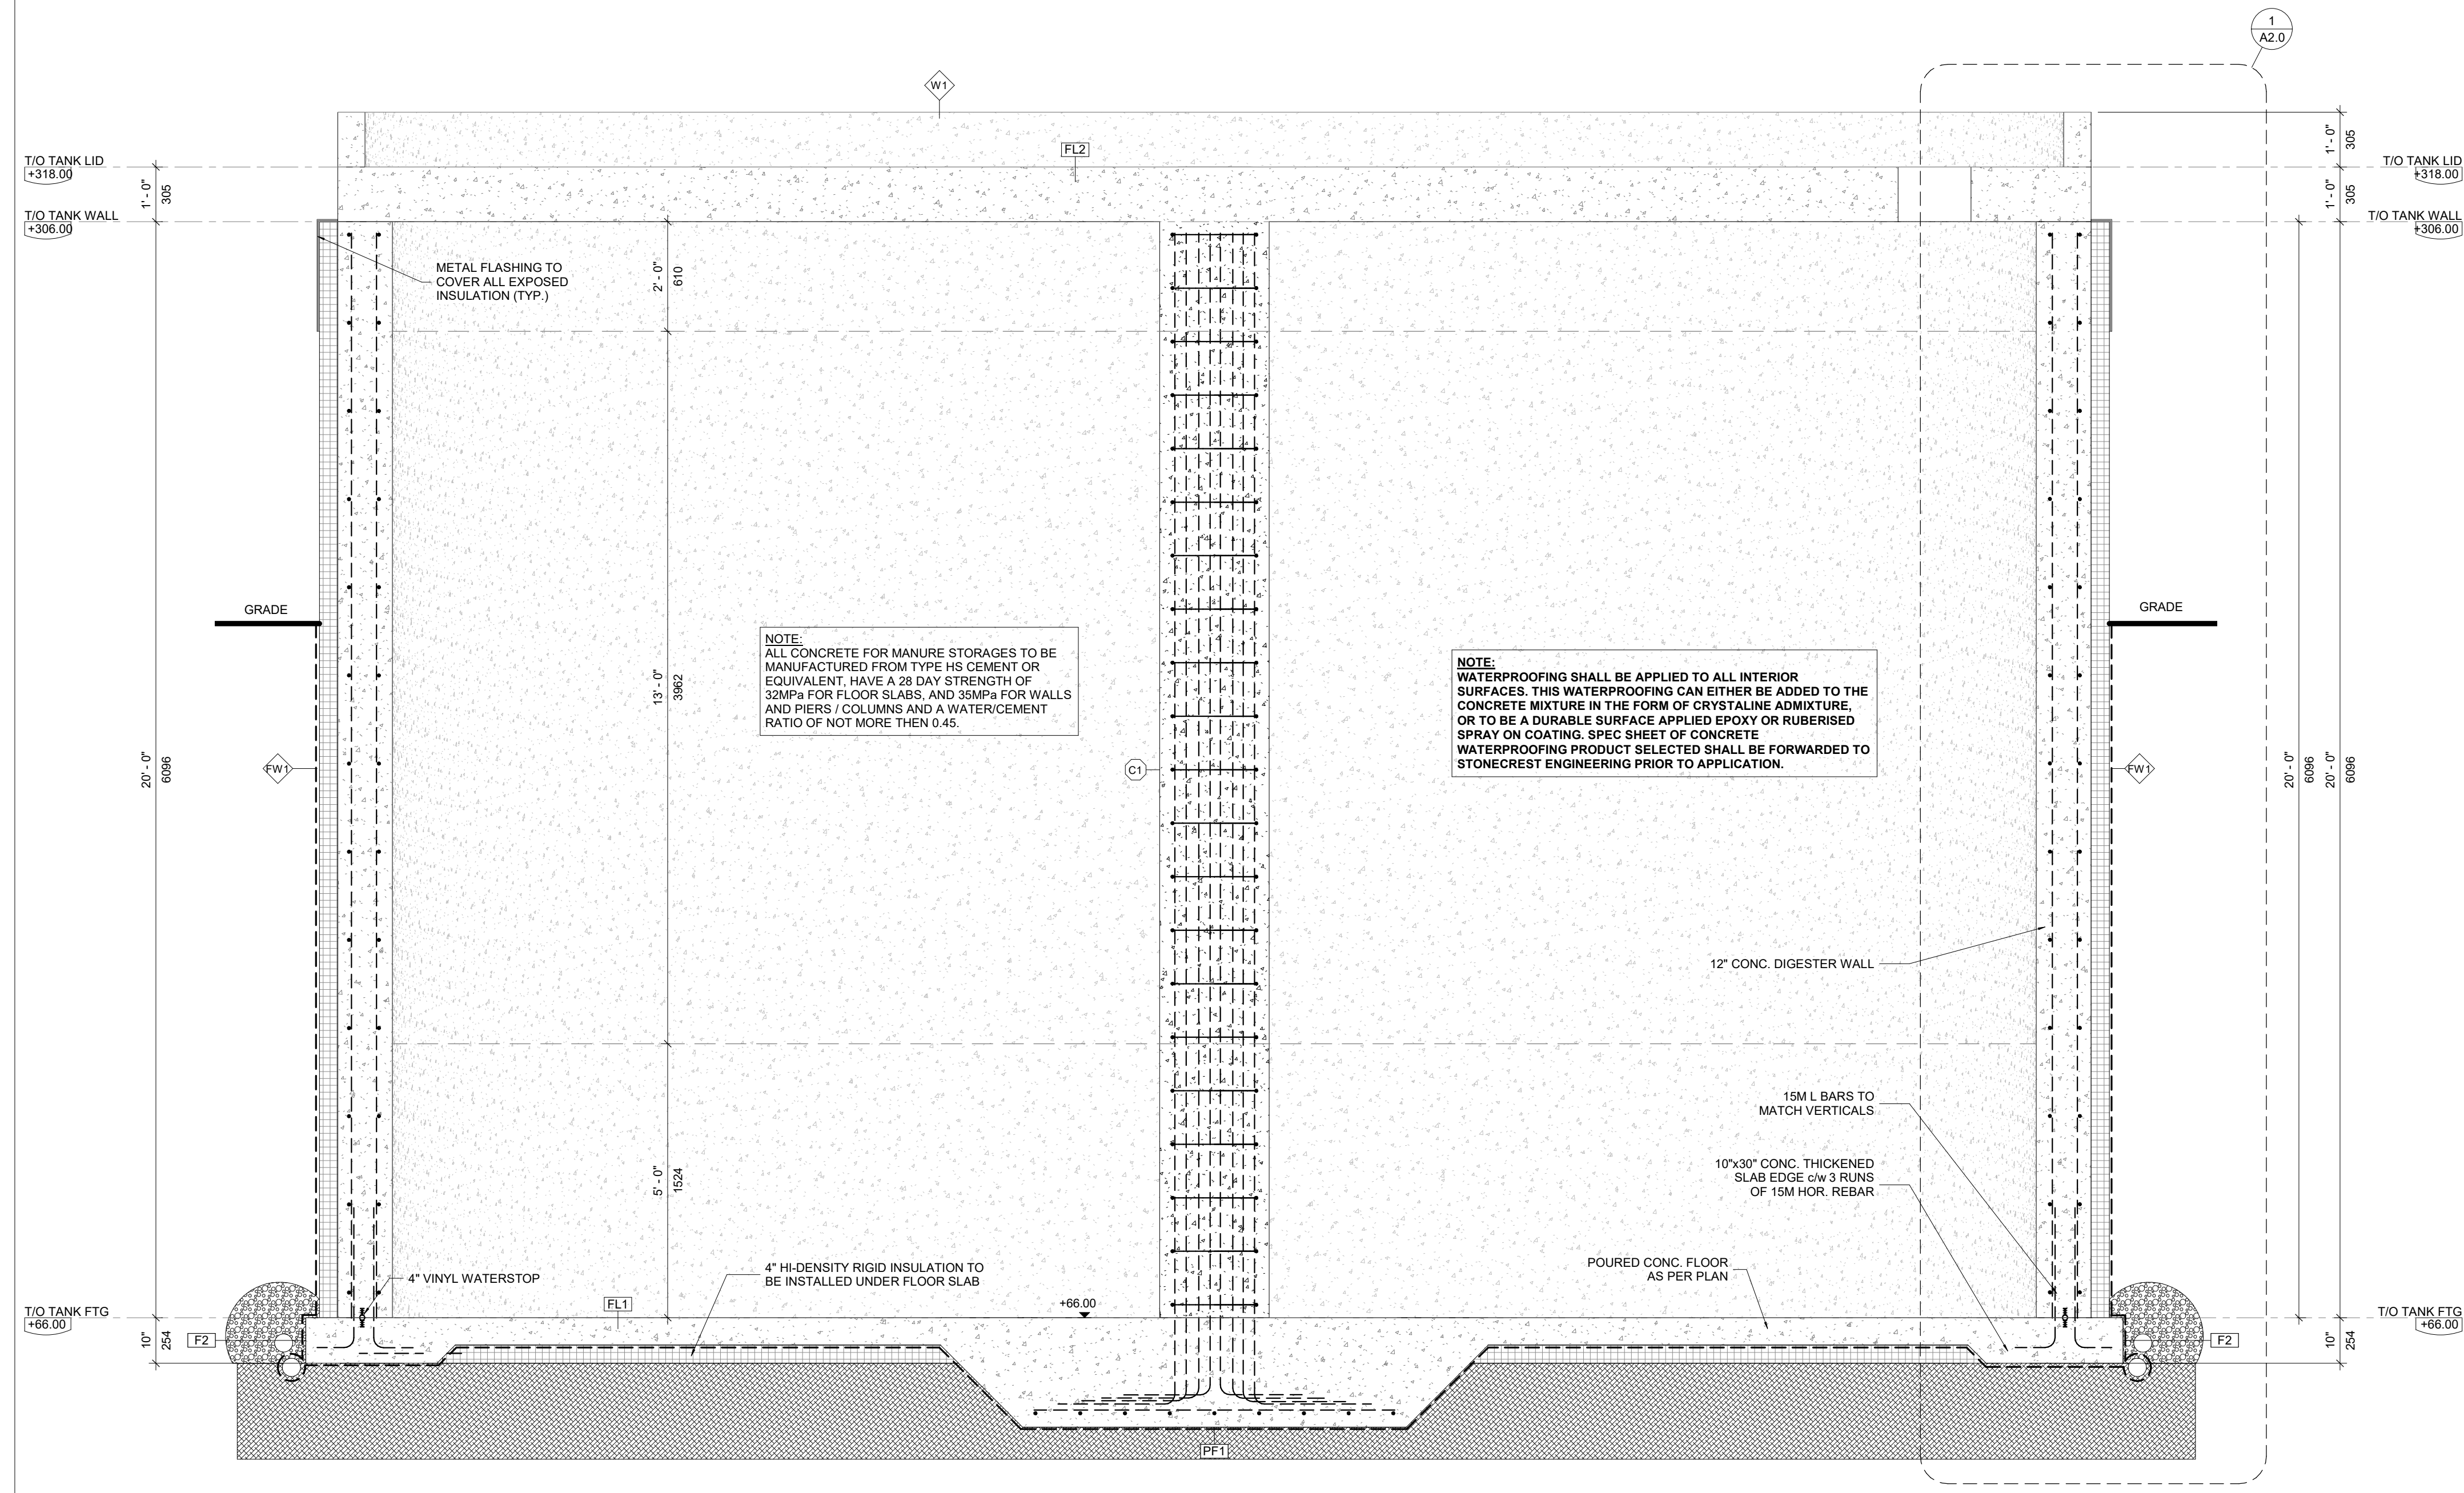 1
A2.0
W1
FL2
T/O TANK LID
+318.00
1' - 0"
305
T/O TANK WALL
+306.00
1' - 0"
305
T/O TANK LID
+318.00
1' - 0"
305
T/O TANK WALL
+306.00
METAL FLASHING TO
COVER ALL EXPOSED
INSULATION (TYP.)
2' - 0"
610
GRADE
GRADE
NOTE:
ALL CONCRETE FOR MANURE STORAGES TO BE
MANUFACTURED FROM TYPE HS CEMENT OR
EQUIVALENT, HAVE A 28 DAY STRENGTH OF
32MPa FOR FLOOR SLABS, AND 35MPa FOR WALLS
AND PIERS / COLUMNS AND A WATER/CEMENT
RATIO OF NOT MORE THEN 0.45.
13' - 0"
3962
NOTE:
WATERPROOFING SHALL BE APPLIED TO ALL INTERIOR
SURFACES. THIS WATERPROOFING CAN EITHER BE ADDED TO THE
CONCRETE MIXTURE IN THE FORM OF CRYSTALINE ADMIXTURE,
OR TO BE A DURABLE SURFACE APPLIED EPOXY OR RUBERISED
SPRAY ON COATING. SPEC SHEET OF CONCRETE
WATERPROOFING PRODUCT SELECTED SHALL BE FORWARDED TO
STONECREST ENGINEERING PRIOR TO APPLICATION.
20' - 0"
6096
FW1
C1
FW1
20' - 0"
6096
20' - 0"
6096
12" CONC. DIGESTER WALL
15M L BARS TO
MATCH VERTICALS
10"x30" CONC. THICKENED
SLAB EDGE c/w 3 RUNS
OF 15M HOR. REBAR
5' - 0"
1524
4" VINYL WATERSTOP
4" HI-DENSITY RIGID INSULATION TO
BE INSTALLED UNDER FLOOR SLAB
POURED CONC. FLOOR
AS PER PLAN
FL1
+66.00
T/O TANK FTG
+66.00
10"
254
F2
T/O TANK FTG
+66.00
F2
10"
254
PF1